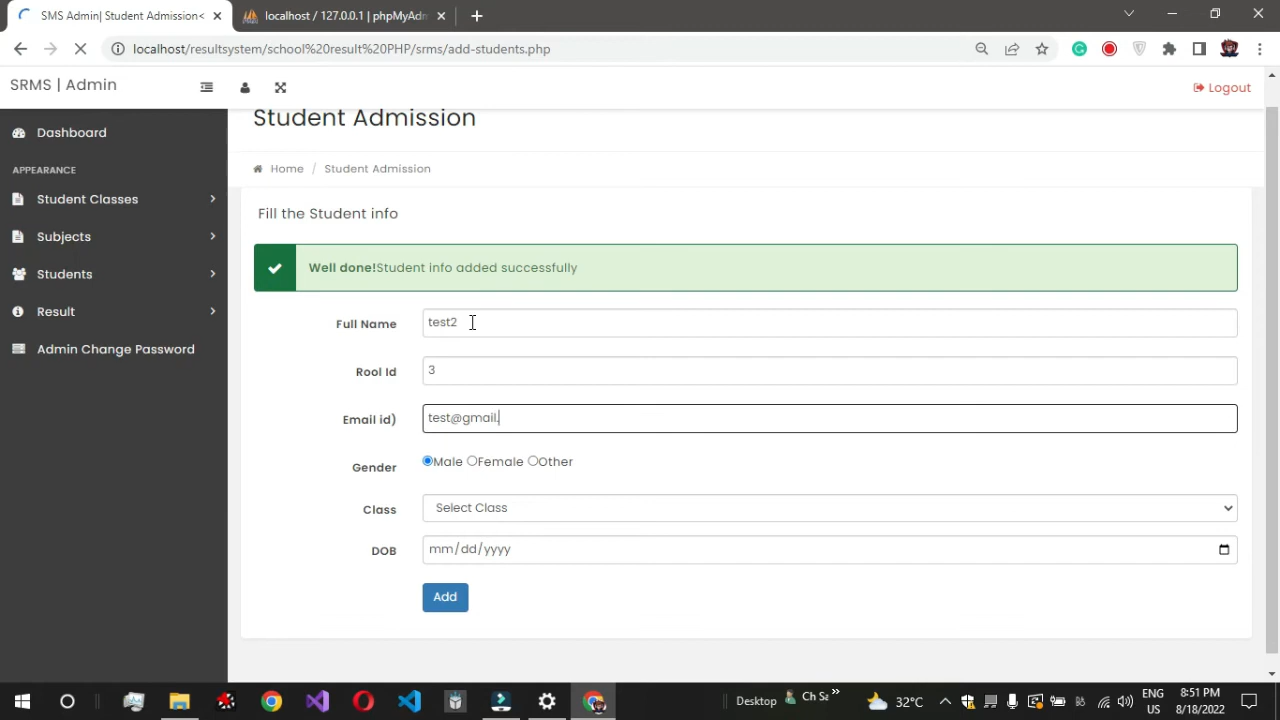 SMS Admin| Student Admission<
localhost / 127.0.0.1 | phpMyAdm
localhost/resultsystem/school%20result%20PHP/srms/add-students.php
SRMS | Admin
Logout
Dashboard
APPEARANCE
Student Classes
Subjects
Students
Result
Admin Change Password
Student Admission
Home / Student Admission
Fill the Student info
Well done!Student info added successfully
Full Name
test2
Rool Id
3
Email id)
test@gmail.
Gender
Male Female Other
Class
Select Class
DOB
mm/dd/yyyy
Add
Desktop
Ch Sa
32°C
ENG
US
8:51 PM
8/18/2022